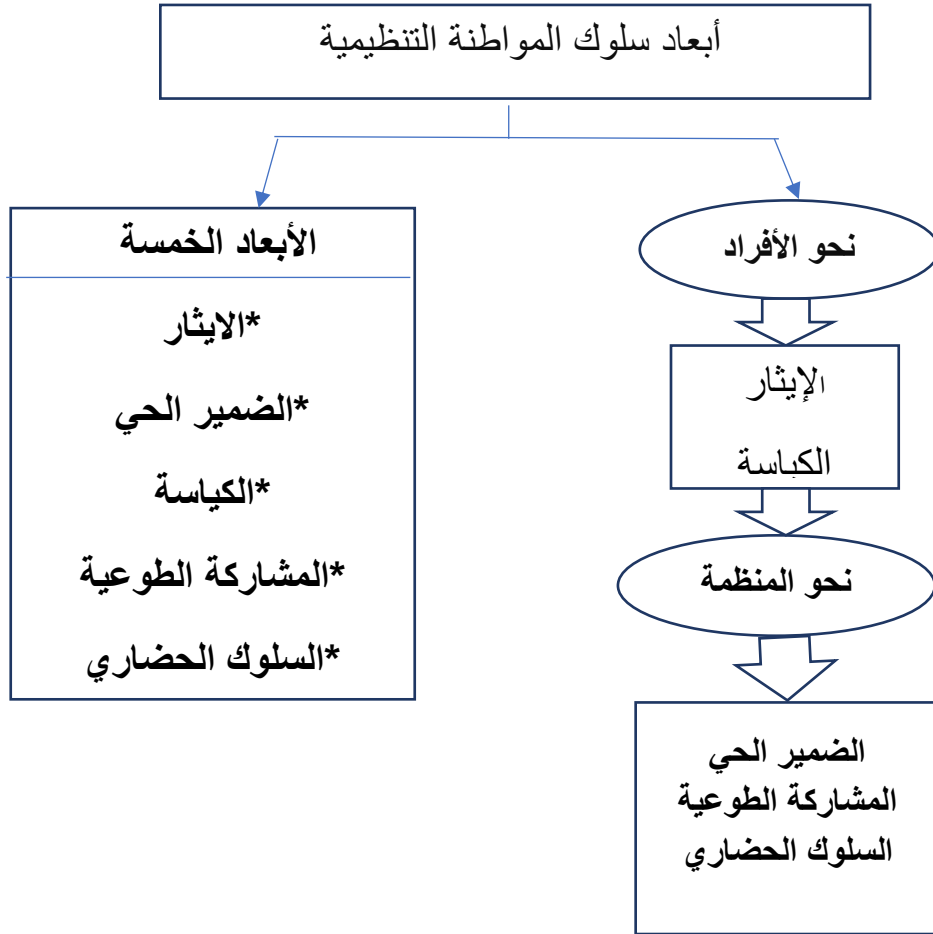 أبعاد سلوك المواطنة التنظيمية
نحو الأفراد
الإيثار
الكياسة
نحو المنظمة
الضمير الحي
المشاركة الطوعية
السلوك الحضاري
الأبعاد الخمسة
*الايثار
*الضمير الحي
*الكياسة
*المشاركة الطوعية
*السلوك الحضاري